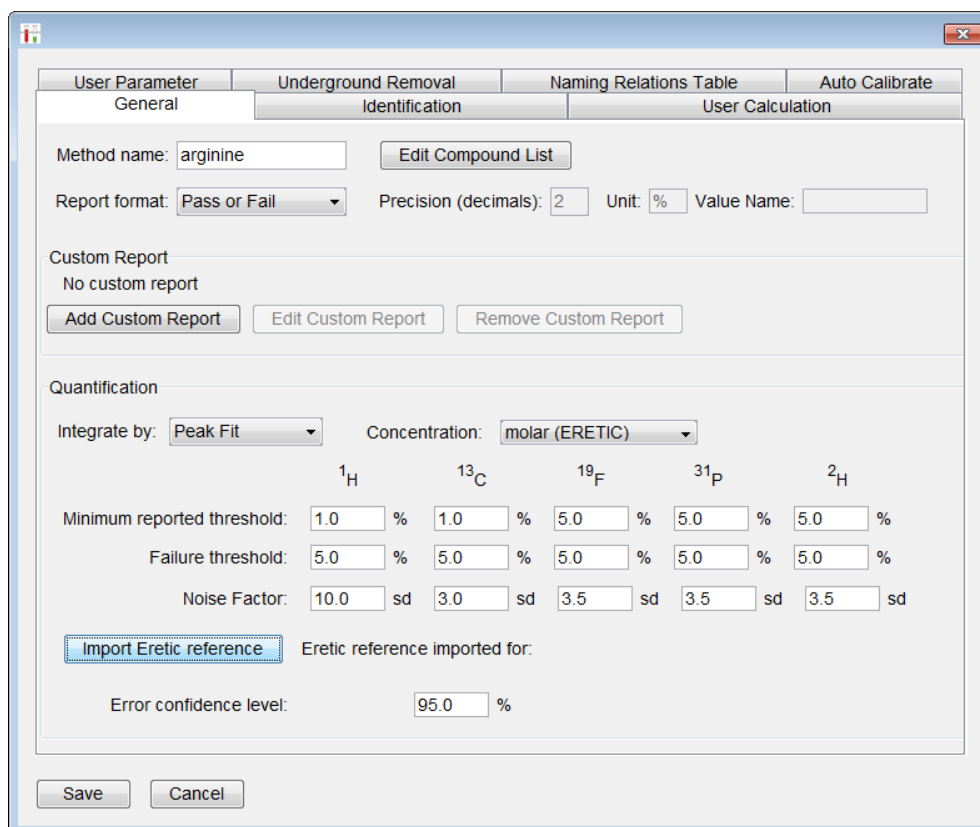 User Parameter Underground Removal Naming Relations Table Auto Calibrate
General Identification User Calculation
Method name: arginine Edit Compound List
Report format: Pass or Fail Precision (decimals): 2 Unit: % Value Name:
Custom Report
No custom report
Add Custom Report Edit Custom Report Remove Custom Report
Quantification
Integrate by: Peak Fit Concentration: molar (ERETIC)
¹H ¹³C ¹⁹F ³¹P ²H
Minimum reported threshold: 1.0 % 1.0 % 5.0 % 5.0 % 5.0 %
Failure threshold: 5.0 % 5.0 % 5.0 % 5.0 % 5.0 %
Noise Factor: 10.0 sd 3.0 sd 3.5 sd 3.5 sd 3.5 sd
Import Eretic reference Eretic reference imported for:
Error confidence level: 95.0 %
Save Cancel